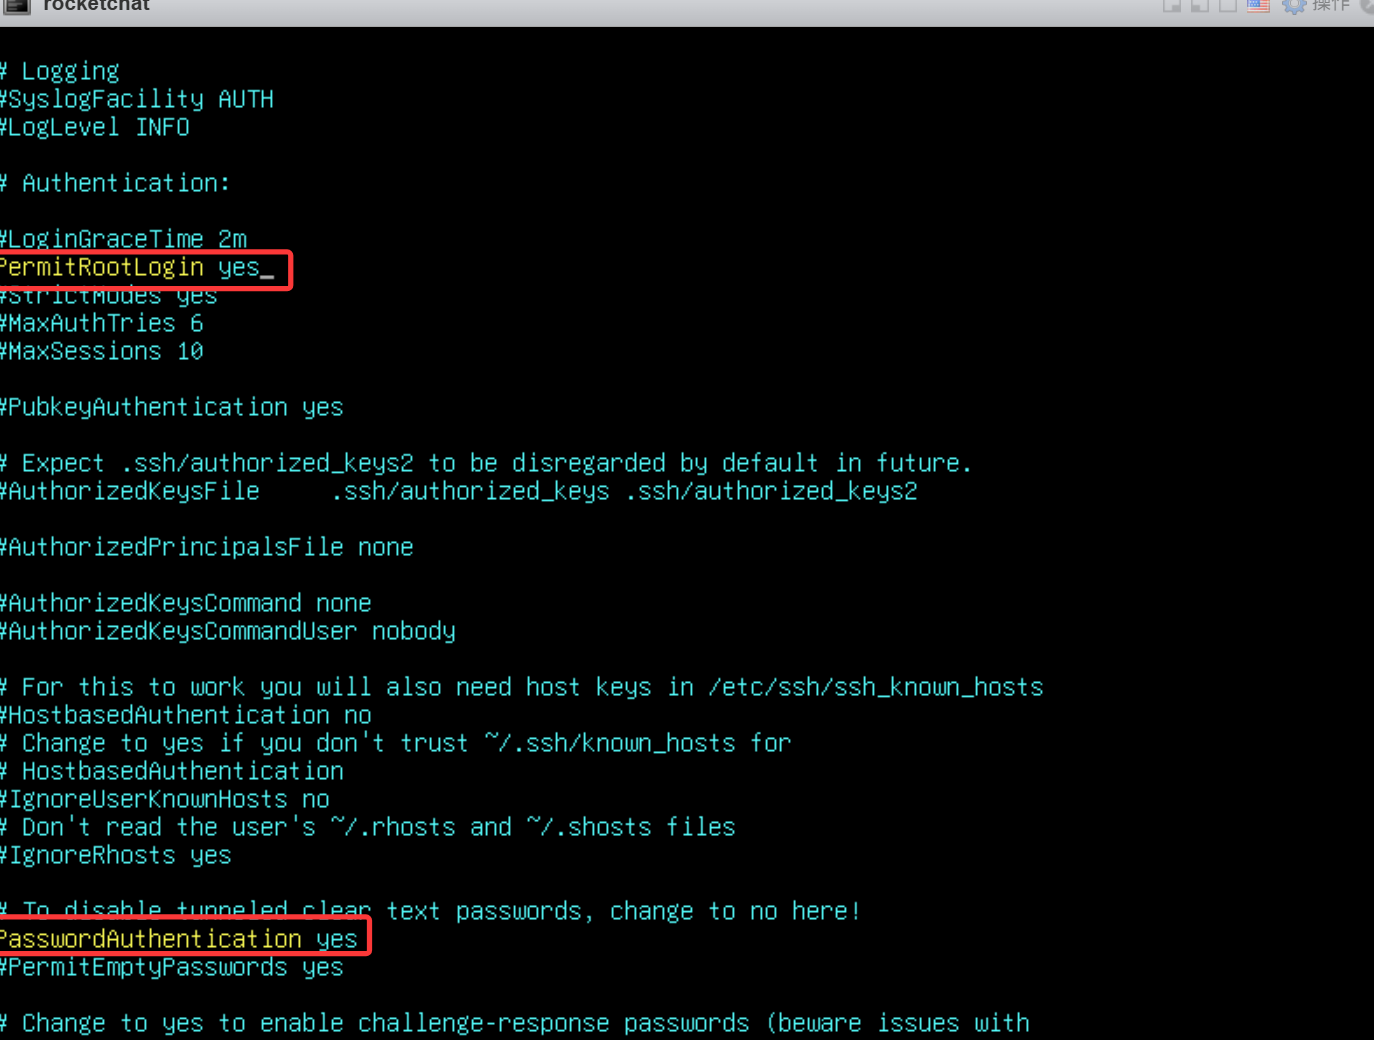 rocketchat
操作
# Logging
#SyslogFacility AUTH
#LogLevel INFO
# Authentication:
#LoginGraceTime 2m
PermitRootLogin yes_
#StrictModes yes
#MaxAuthTries 6
#MaxSessions 10
#PubkeyAuthentication yes
# Expect .ssh/authorized_keys2 to be disregarded by default in future.
#AuthorizedKeysFile     .ssh/authorized_keys .ssh/authorized_keys2
#AuthorizedPrincipalsFile none
#AuthorizedKeysCommand none
#AuthorizedKeysCommandUser nobody
# For this to work you will also need host keys in /etc/ssh/ssh_known_hosts
#HostbasedAuthentication no
# Change to yes if you don't trust ~/.ssh/known_hosts for
# HostbasedAuthentication
#IgnoreUserKnownHosts no
# Don't read the user's ~/.rhosts and ~/.shosts files
#IgnoreRhosts yes
# To disable tunneled clear text passwords, change to no here!
PasswordAuthentication yes
#PermitEmptyPasswords yes
# Change to yes to enable challenge-response passwords (beware issues with